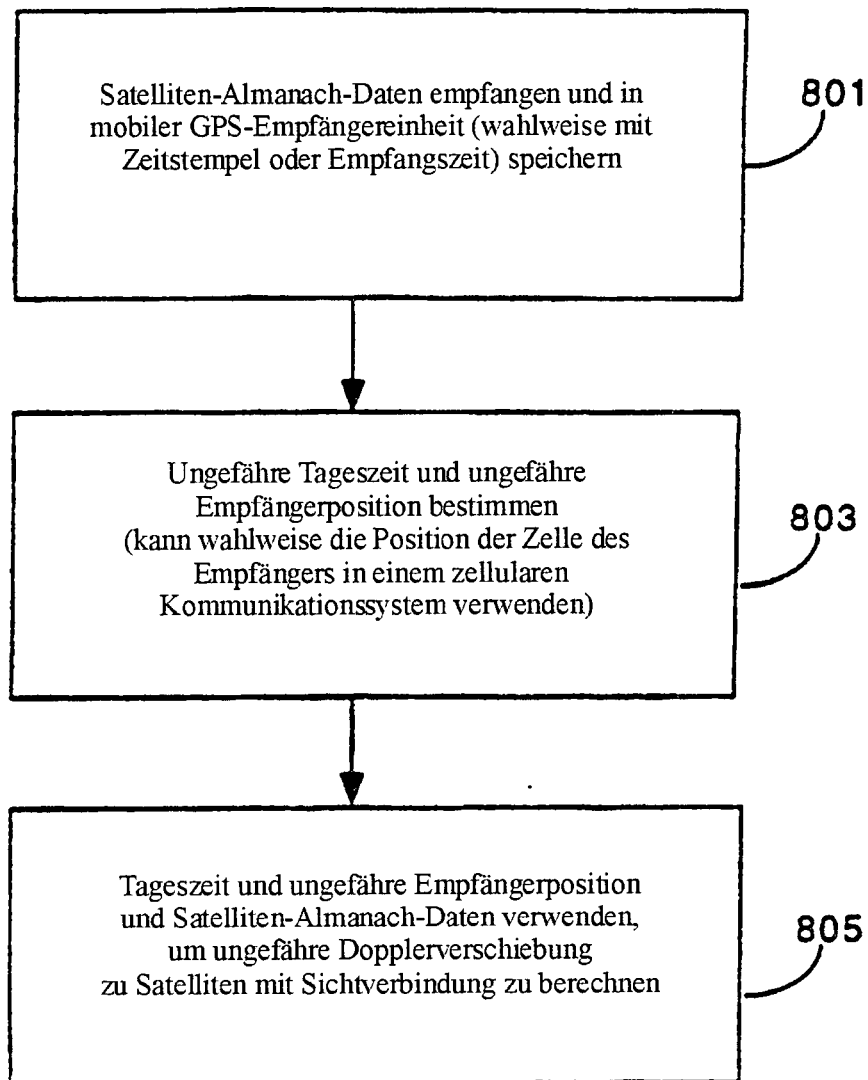 Satelliten-Almanach-Daten empfangen und in
mobiler GPS-Empfängereinheit (wahlweise mit
Zeitstempel oder Empfangszeit) speichern
801
Ungefähre Tageszeit und ungefähre
Empfängerposition bestimmen
(kann wahlweise die Position der Zelle des
Empfängers in einem zellularen
Kommunikationssystem verwenden)
803
Tageszeit und ungefähre Empfängerposition
und Satelliten-Almanach-Daten verwenden,
um ungefähre Dopplerverschiebung
zu Satelliten mit Sichtverbindung zu berechnen
805